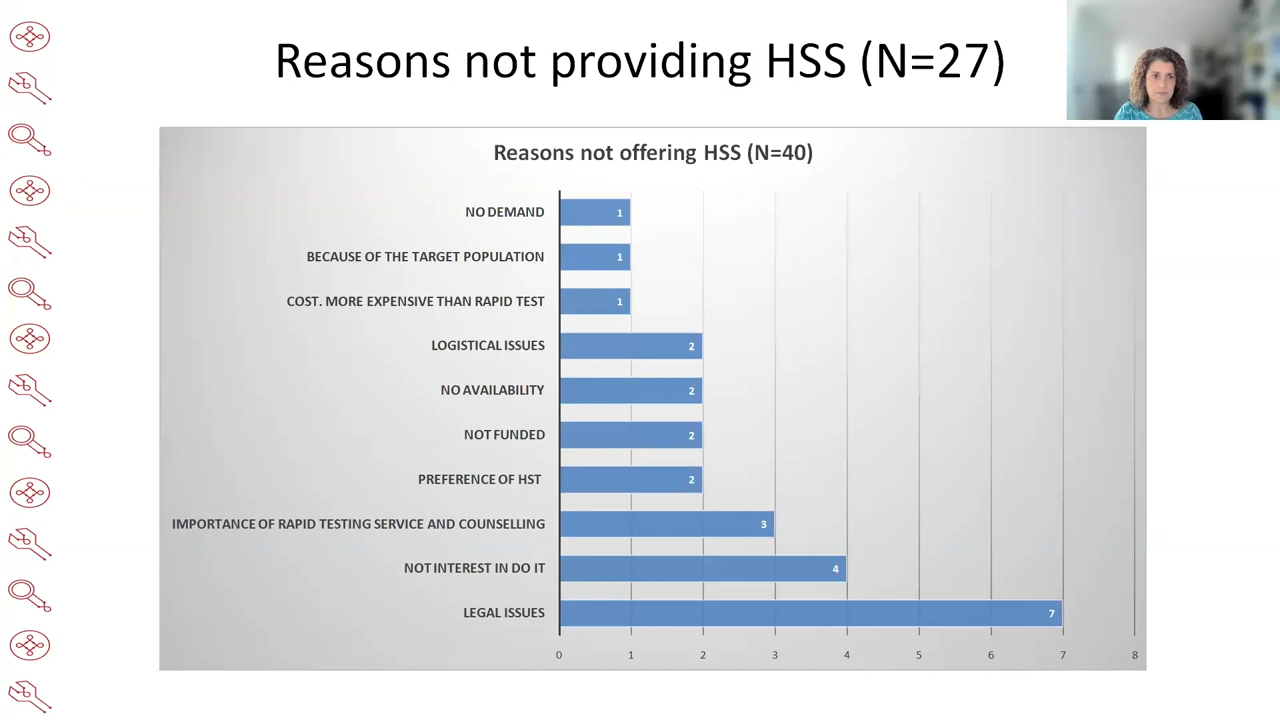 Reasons not providing HSS (N=27)
Reasons not offering HSS (N=40)
NO DEMAND 1
BECAUSE OF THE TARGET POPULATION 1
COST. MORE EXPENSIVE THAN RAPID TEST 1
LOGISTICAL ISSUES 2
NO AVAILABILITY 2
NOT FUNDED 2
PREFERENCE OF HST 2
IMPORTANCE OF RAPID TESTING SERVICE AND COUNSELLING 3
NOT INTEREST IN DO IT 4
LEGAL ISSUES 7
0 1 2 3 4 5 6 7 8